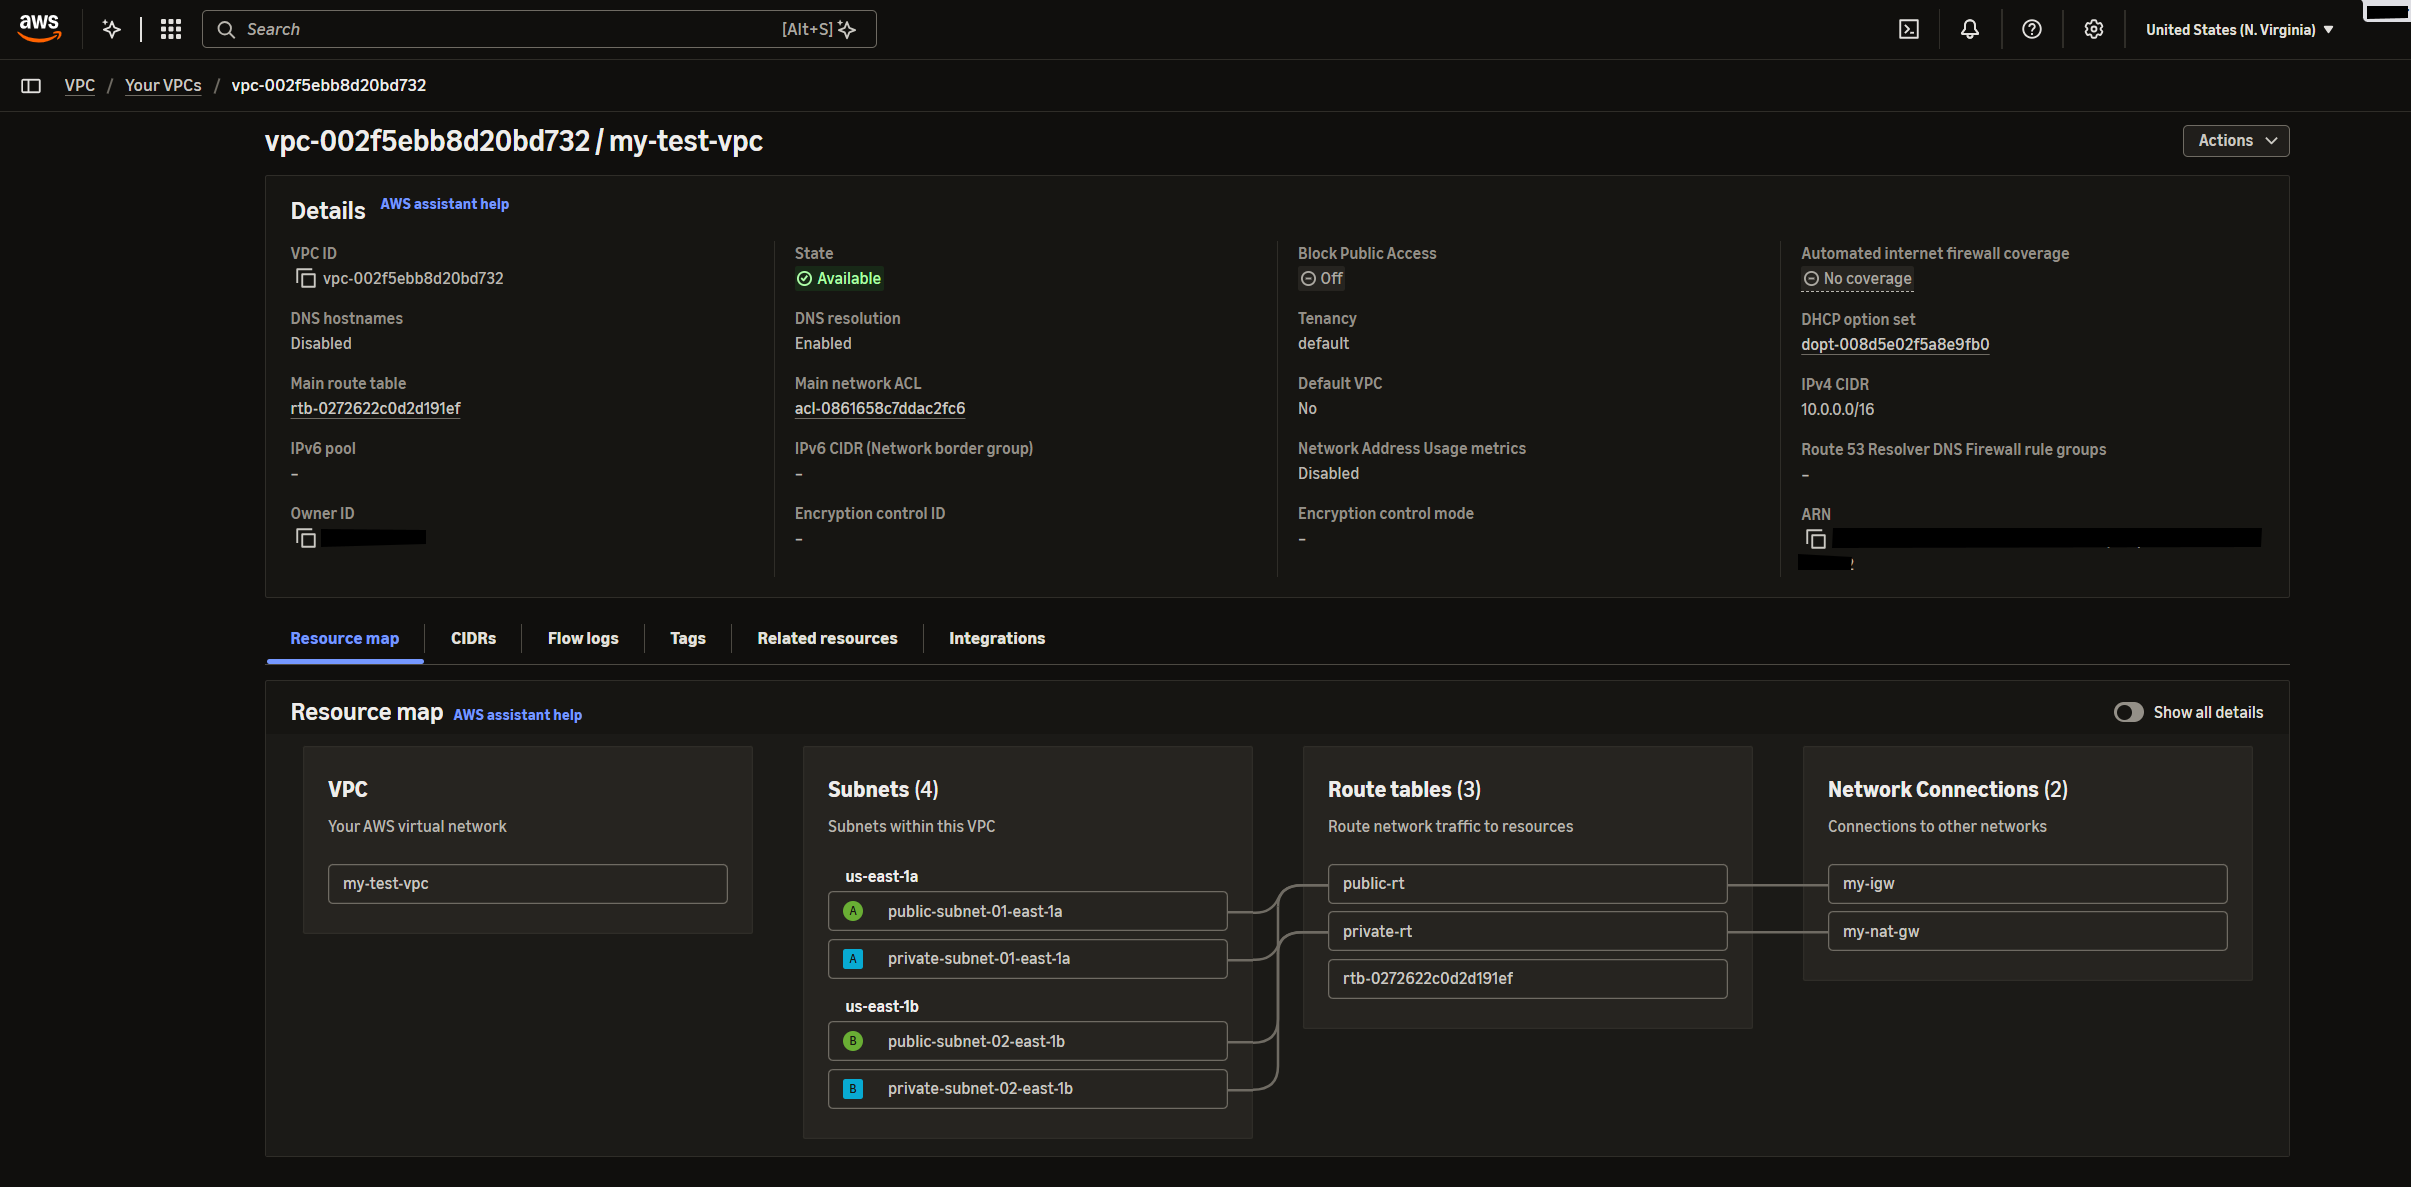 aws
Search [Alt+S]
United States (N. Virginia) ▼
VPC / Your VPCs / vpc-002f5ebb8d20bd732
vpc-002f5ebb8d20bd732 / my-test-vpc
Actions
Details AWS assistant help
VPC ID
vpc-002f5ebb8d20bd732
State
Available
Block Public Access
Off
Automated internet firewall coverage
No coverage
DNS hostnames
Disabled
DNS resolution
Enabled
Tenancy
default
DHCP option set
dopt-008d5e02f5a8e9fb0
Main route table
rtb-0272622c0d2d191ef
Main network ACL
acl-0861658c7ddac2fc6
Default VPC
No
IPv4 CIDR
10.0.0.0/16
IPv6 pool
–
IPv6 CIDR (Network border group)
–
Network Address Usage metrics
Disabled
Route 53 Resolver DNS Firewall rule groups
–
Owner ID
Encryption control ID
–
Encryption control mode
–
ARN
Resource map
CIDRs
Flow logs
Tags
Related resources
Integrations
Resource map AWS assistant help
Show all details
VPC
Your AWS virtual network
my-test-vpc
Subnets (4)
Subnets within this VPC
us-east-1a
A public-subnet-01-east-1a
A private-subnet-01-east-1a
us-east-1b
B public-subnet-02-east-1b
B private-subnet-02-east-1b
Route tables (3)
Route network traffic to resources
public-rt
private-rt
rtb-0272622c0d2d191ef
Network Connections (2)
Connections to other networks
my-igw
my-nat-gw